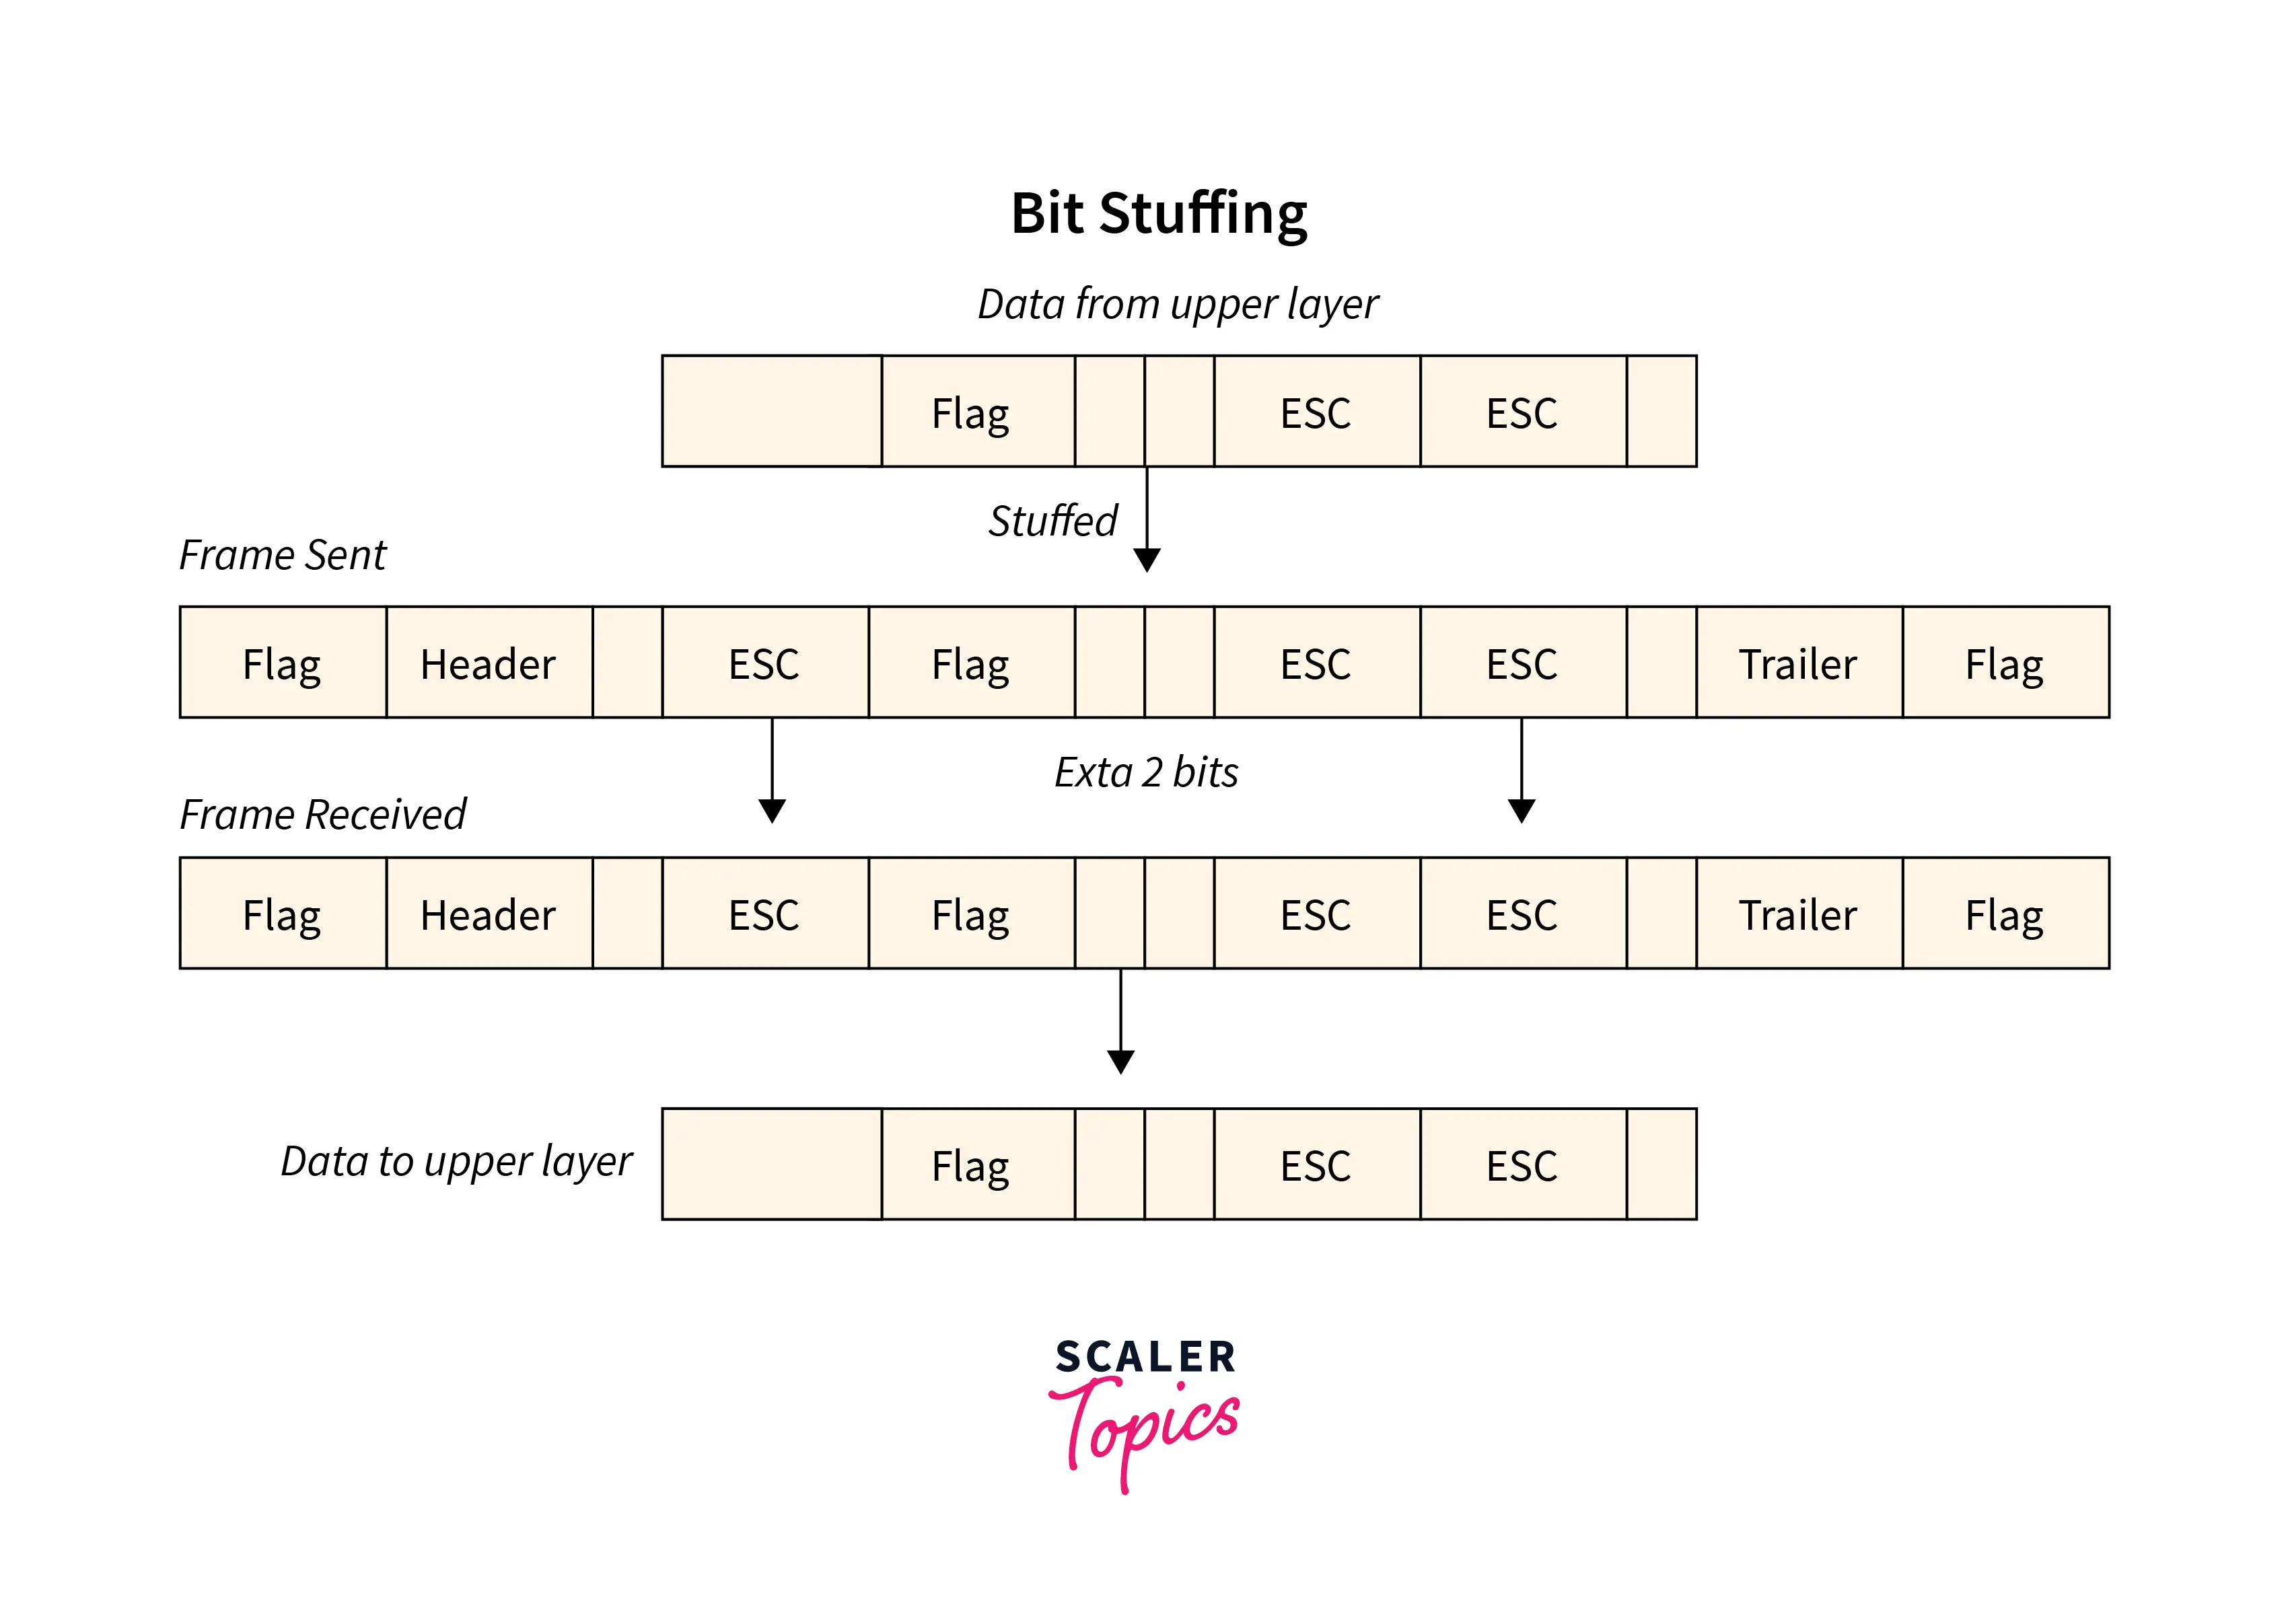 Bit Stuffing
Data from upper layer
Flag ESC ESC
Stuffed
Frame Sent
Flag Header ESC Flag ESC ESC Trailer Flag
Exta 2 bits
Frame Received
Flag Header ESC Flag ESC ESC Trailer Flag
Data to upper layer
Flag ESC ESC
SCALER
Topics